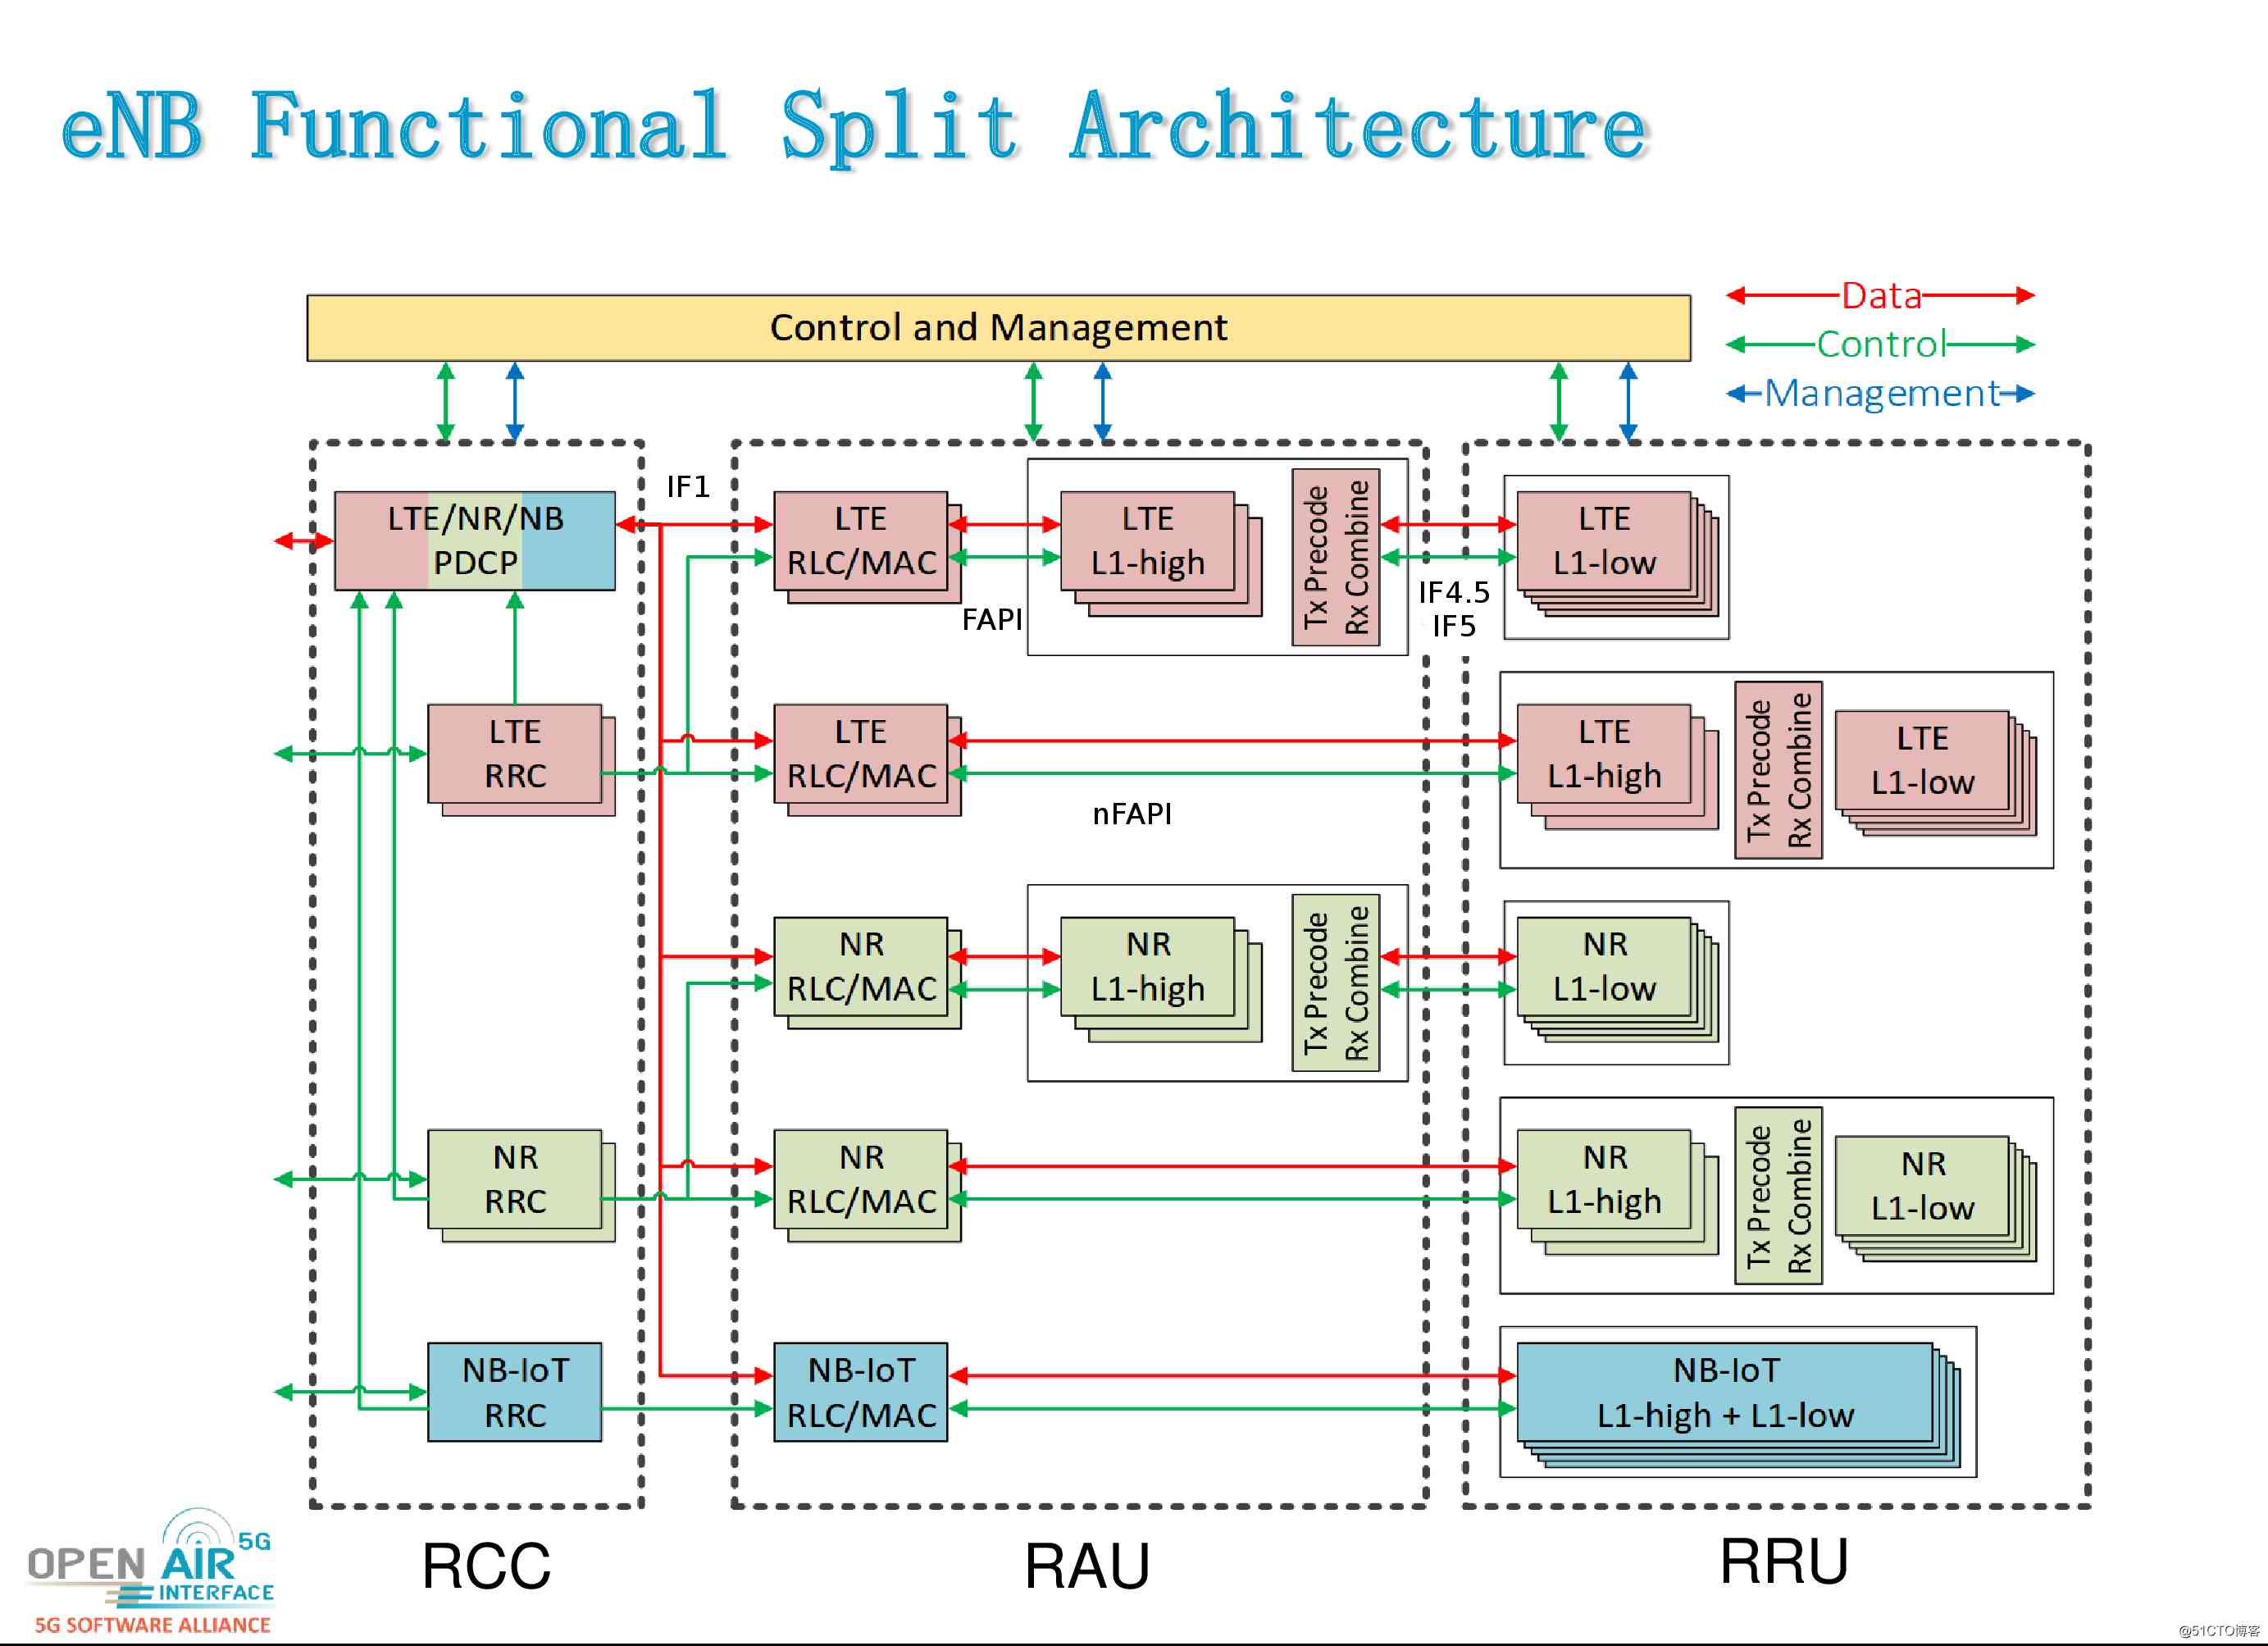 eNB Functional Split Architecture
Control and Management
Data
Control
Management
IF1
LTE/NR/NB
PDCP
LTE
RLC/MAC
LTE
L1-high
Tx Precode
Rx Combine
LTE
L1-low
FAPI
IF4.5
IF5
LTE
RRC
LTE
RLC/MAC
nFAPI
LTE
L1-high
Tx Precode
Rx Combine
LTE
L1-low
NR
RLC/MAC
NR
L1-high
Tx Precode
Rx Combine
NR
L1-low
NR
RRC
NR
RLC/MAC
NR
L1-high
Tx Precode
Rx Combine
NR
L1-low
NB-IoT
RRC
NB-IoT
RLC/MAC
NB-IoT
L1-high + L1-low
RCC
RAU
RRU
5G
OPEN AIR
INTERFACE
5G SOFTWARE ALLIANCE
@51CTO博客